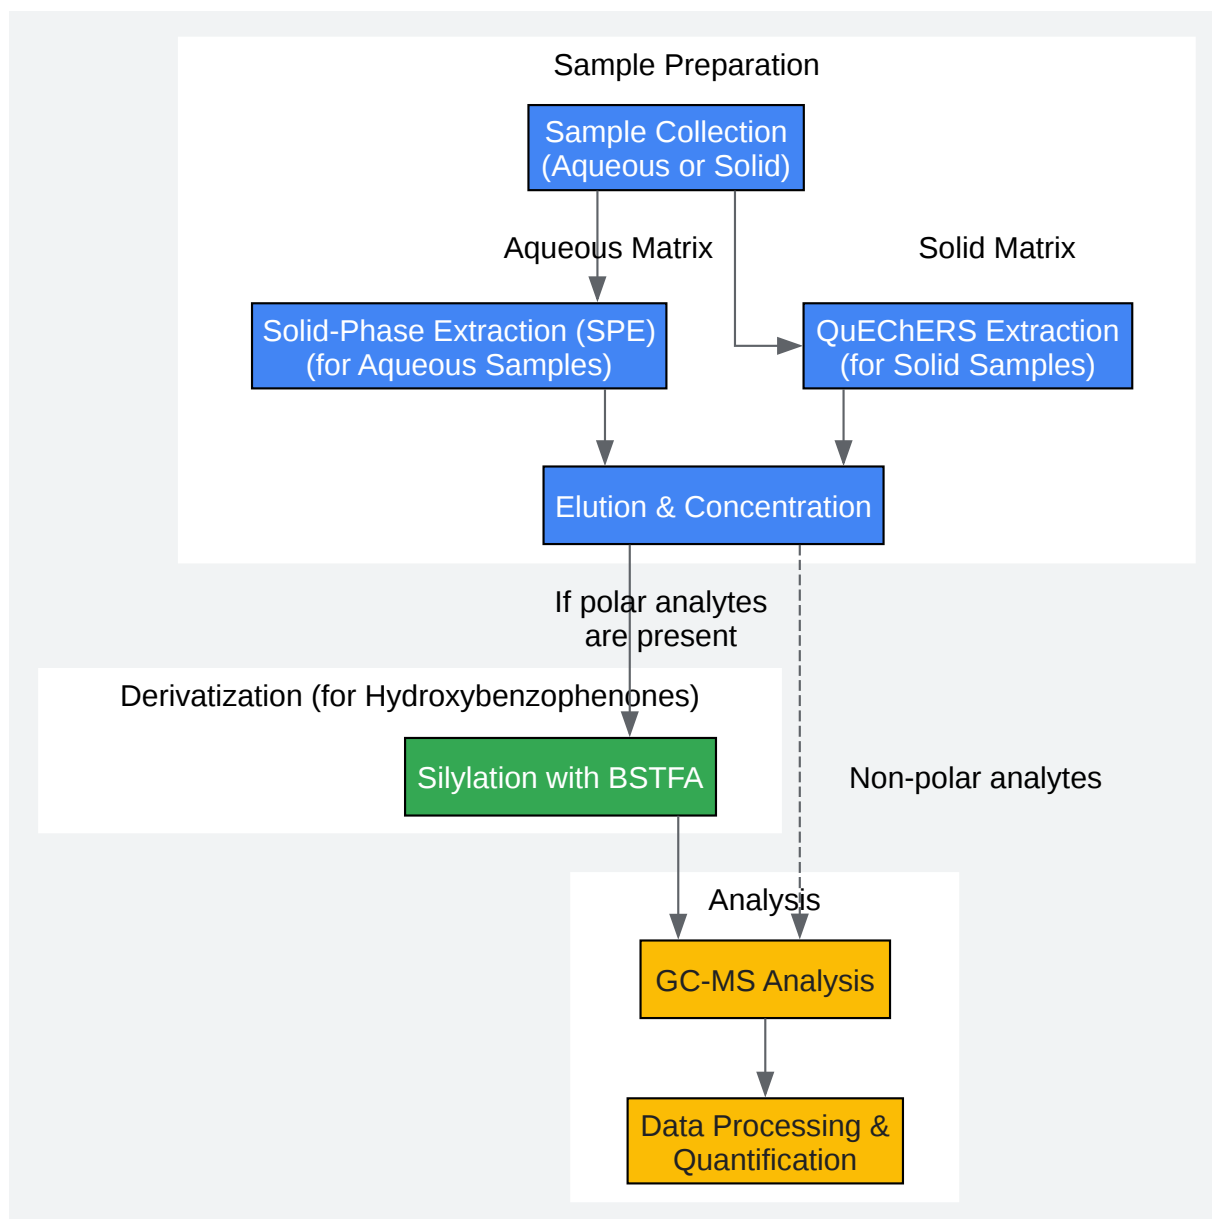 Sample Preparation
Sample Collection
(Aqueous or Solid)
Aqueous Matrix
Solid Matrix
Solid-Phase Extraction (SPE)
(for Aqueous Samples)
QuEChERS Extraction
(for Solid Samples)
Elution & Concentration
If polar analytes
are present
Derivatization (for Hydroxybenzophenones)
Silylation with BSTFA
Non-polar analytes
Analysis
GC-MS Analysis
Data Processing &
Quantification